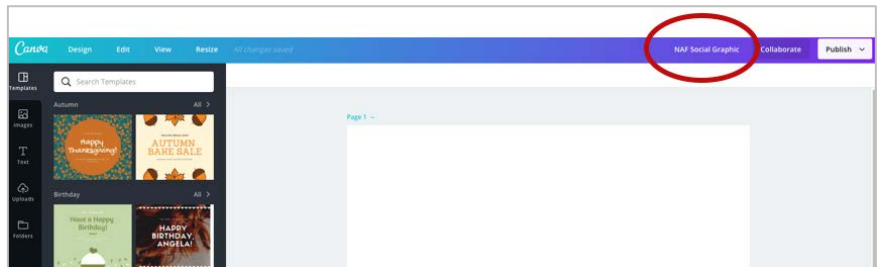 Canva Design Edit View Resize All changes saved NAF Social Graphic Collaborate Publish
Templates
Search Templates
Autumn All >
Images
Happy
Thanksgiving!
AUTUMN
BAKE SALE
Text
Uploads
Birthday All >
Folders
Have a Happy
Birthday!
HAPPY
BIRTHDAY,
ANGELA!
Page 1